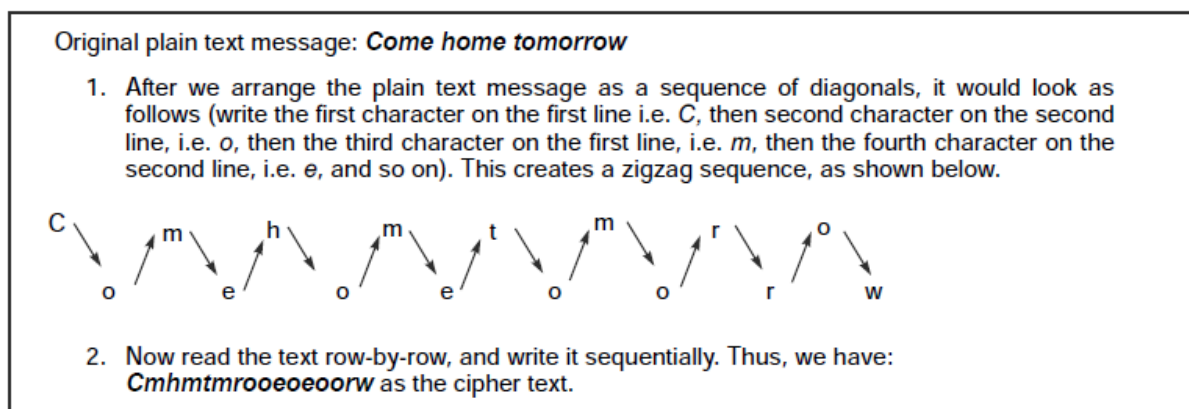 Original plain text message: Come home tomorrow
1. After we arrange the plain text message as a sequence of diagonals, it would look as
follows (write the first character on the first line i.e. C, then second character on the second
line, i.e. o, then the third character on the first line, i.e. m, then the fourth character on the
second line, i.e. e, and so on). This creates a zigzag sequence, as shown below.
C m h m t m r o
o e o e o o r w
2. Now read the text row-by-row, and write it sequentially. Thus, we have:
Cmhmtmrooeoeoorw as the cipher text.